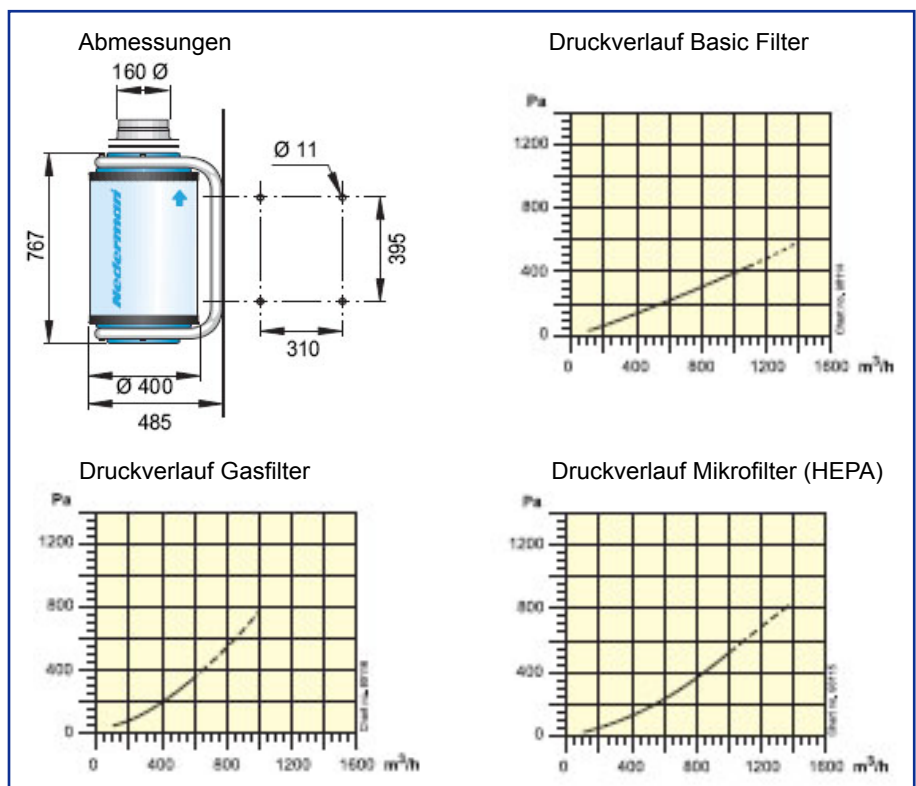 Abmessungen
160 Ø
Ø 11
767
Nederman
395
310
Ø 400
485
Druckverlauf Basic Filter
Pa
1200
800
400
0
0 400 800 1200 1600 m³/h
Druckverlauf Gasfilter
Pa
1200
800
400
0
0 400 800 1200 1600 m³/h
Druckverlauf Mikrofilter (HEPA)
Pa
1200
800
400
0
0 400 800 1200 1600 m³/h